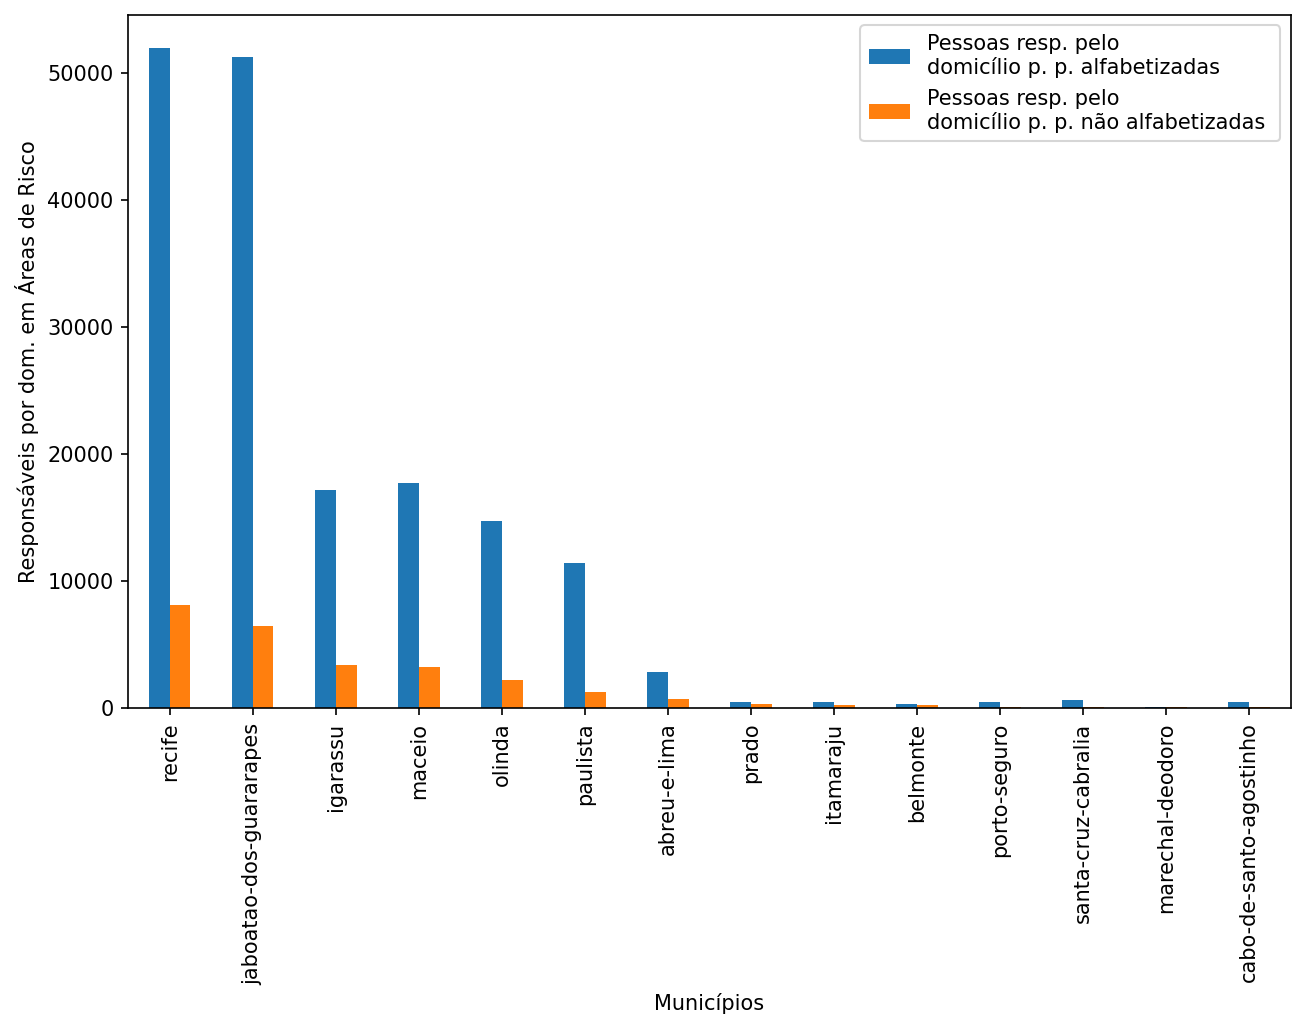 Pessoas resp. pelo
domicílio p. p. alfabetizadas
Pessoas resp. pelo
domicílio p. p. não alfabetizadas
Responsáveis por dom. em Áreas de Risco
50000
40000
30000
20000
10000
0
recife
jaboatao-dos-guararapes
igarassu
maceio
olinda
paulista
abreu-e-lima
prado
itamaraju
belmonte
porto-seguro
santa-cruz-cabralia
marechal-deodoro
cabo-de-santo-agostinho
Municípios